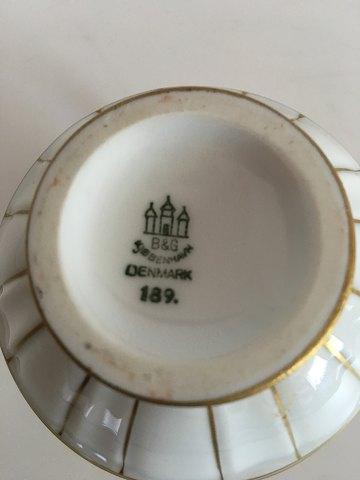 B&G
KJØBENHAVN
DENMARK
189.